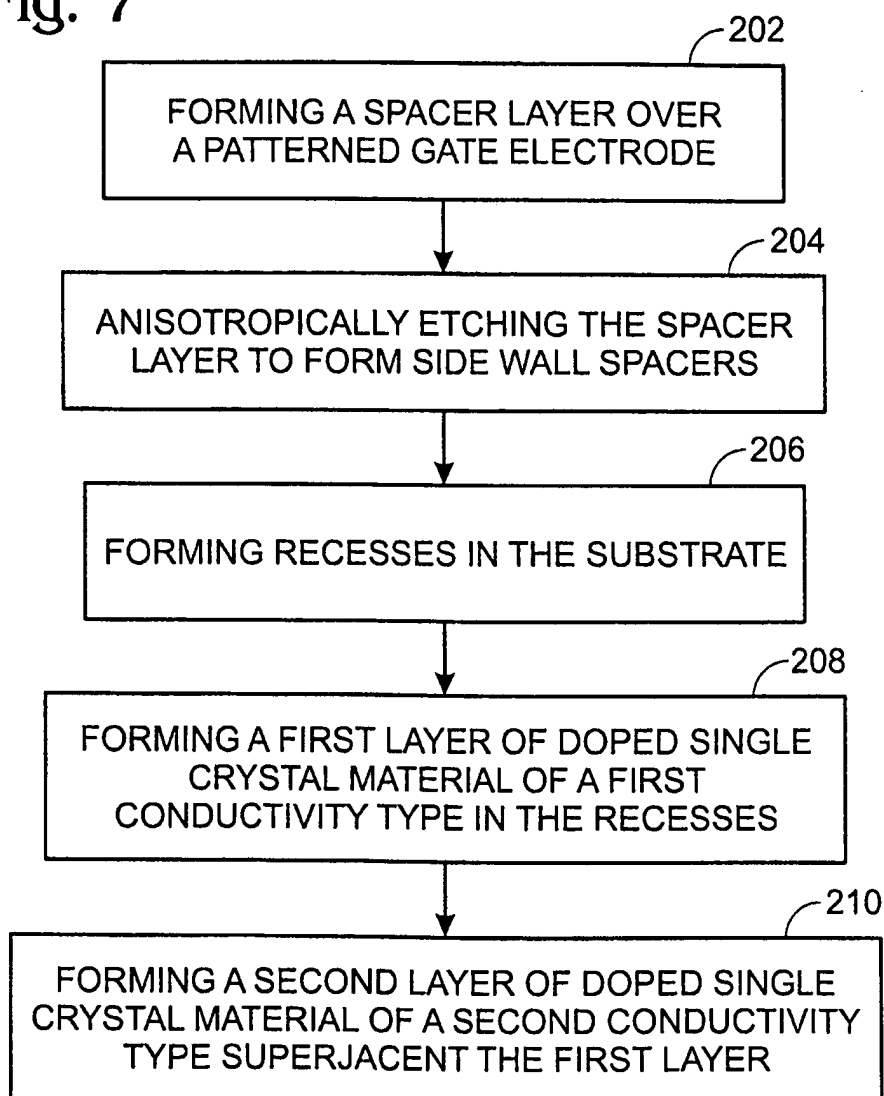 Fig. 7
202
FORMING A SPACER LAYER OVER
A PATTERNED GATE ELECTRODE
204
ANISOTROPICALLY ETCHING THE SPACER
LAYER TO FORM SIDE WALL SPACERS
206
FORMING RECESSES IN THE SUBSTRATE
208
FORMING A FIRST LAYER OF DOPED SINGLE
CRYSTAL MATERIAL OF A FIRST
CONDUCTIVITY TYPE IN THE RECESSES
210
FORMING A SECOND LAYER OF DOPED SINGLE
CRYSTAL MATERIAL OF A SECOND CONDUCTIVITY
TYPE SUPERJACENT THE FIRST LAYER